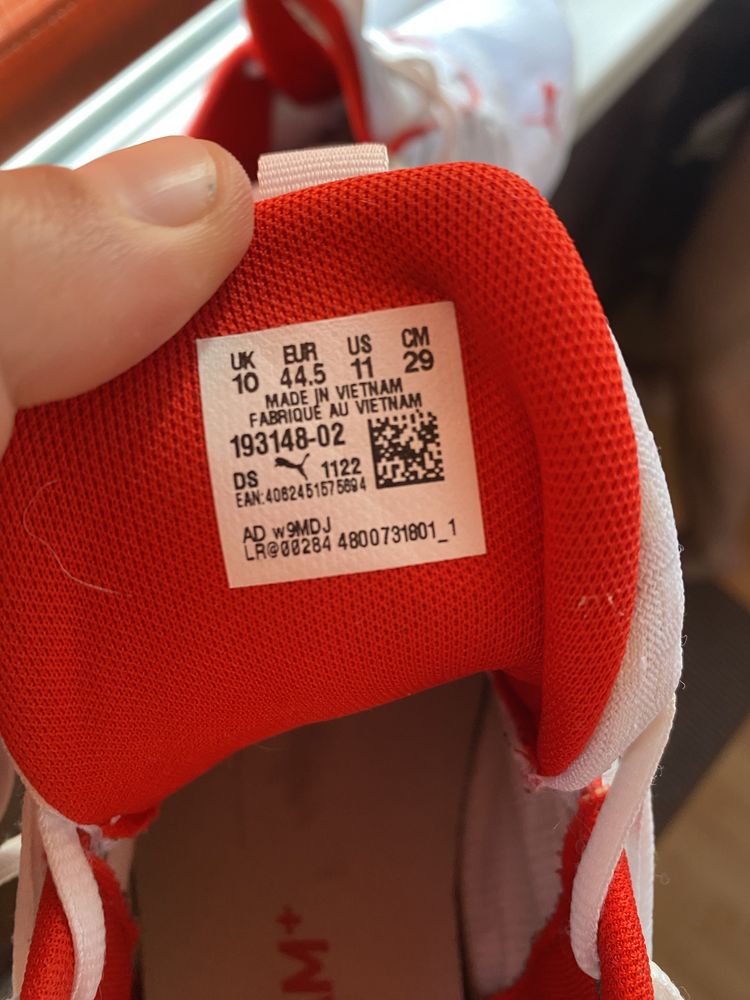 UK EUR US CM
10 44.5 11 29
MADE IN VIETNAM
FABRIQUE AU VIETNAM
193148-02
DS 1122
EAN:4062451575694
AD w9MDJ
LR@00284 4800731801_1
AM+